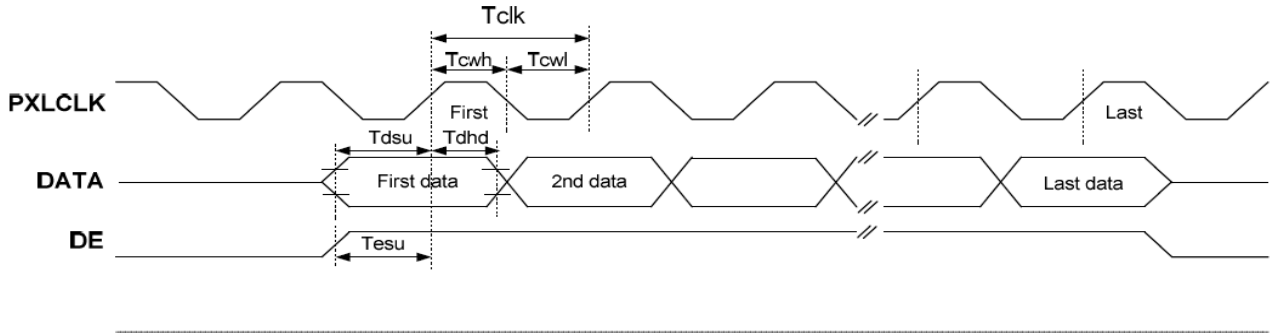 Tclk
Tcwh Tcwl
PXLCLK First Last
Tdsu Tdhd
DATA First data 2nd data Last data
DE
Tesu